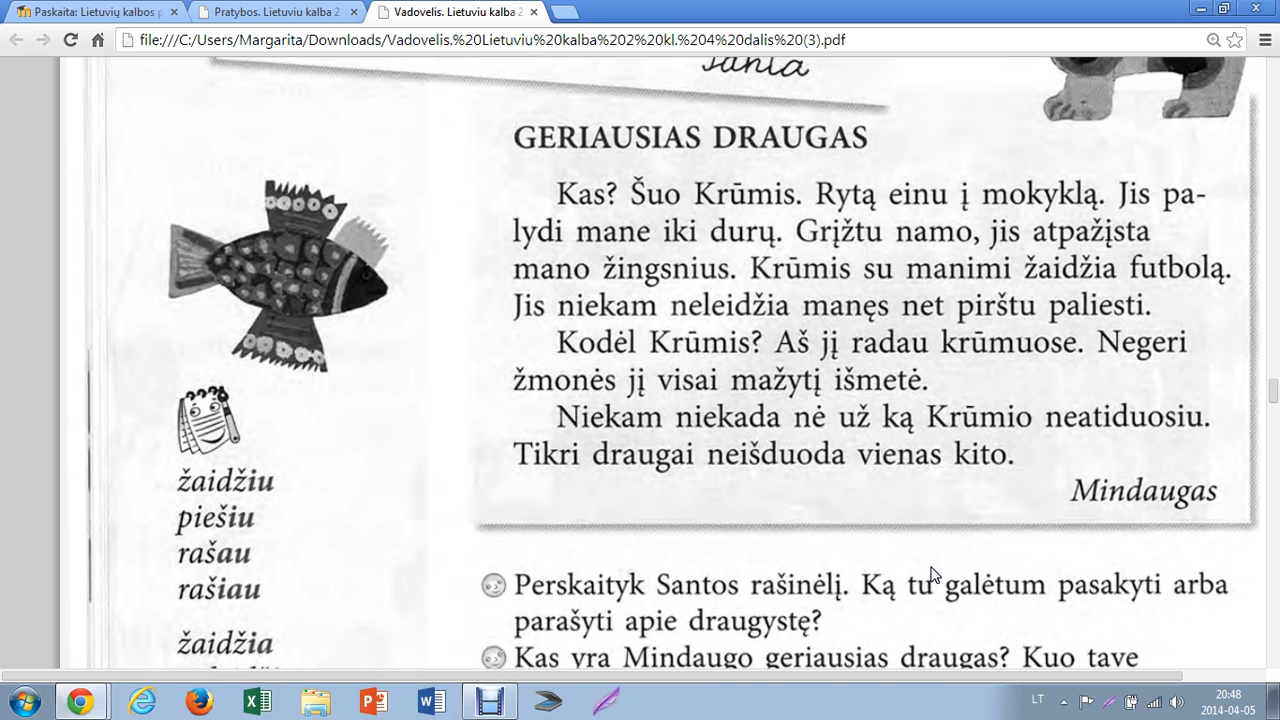 Paskaita: Lietuvių kalbos p
Pratybos. Lietuviu kalba 2
Vadovelis. Lietuviu kalba 2
file:///C:/Users/Margarita/Downloads/Vadovelis.%20Lietuviu%20kalba%202%20kl.%204%20dalis%20(3).pdf
GERIAUSIAS DRAUGAS
Kas? Šuo Krūmis. Rytą einu į mokyklą. Jis pa-
lydi mane iki durų. Grįžtu namo, jis atpažįsta
mano žingsnius. Krūmis su manimi žaidžia futbolą.
Jis niekam neleidžia manęs net pirštu paliesti.
Kodėl Krūmis? Aš jį radau krūmuose. Negeri
žmonės jį visai mažytį išmetė.
Niekam niekada nė už ką Krūmio neatiduosiu.
Tikri draugai neišduoda vienas kito.
Mindaugas
žaidžiu
piešiu
rašau
rašiau
žaidžia
Perskaityk Santos rašinėlį. Ką tu galėtum pasakyti arba
parašyti apie draugystę?
Kas yra Mindaugo geriausias draugas? Kuo tave
LT
20:48
2014-04-05